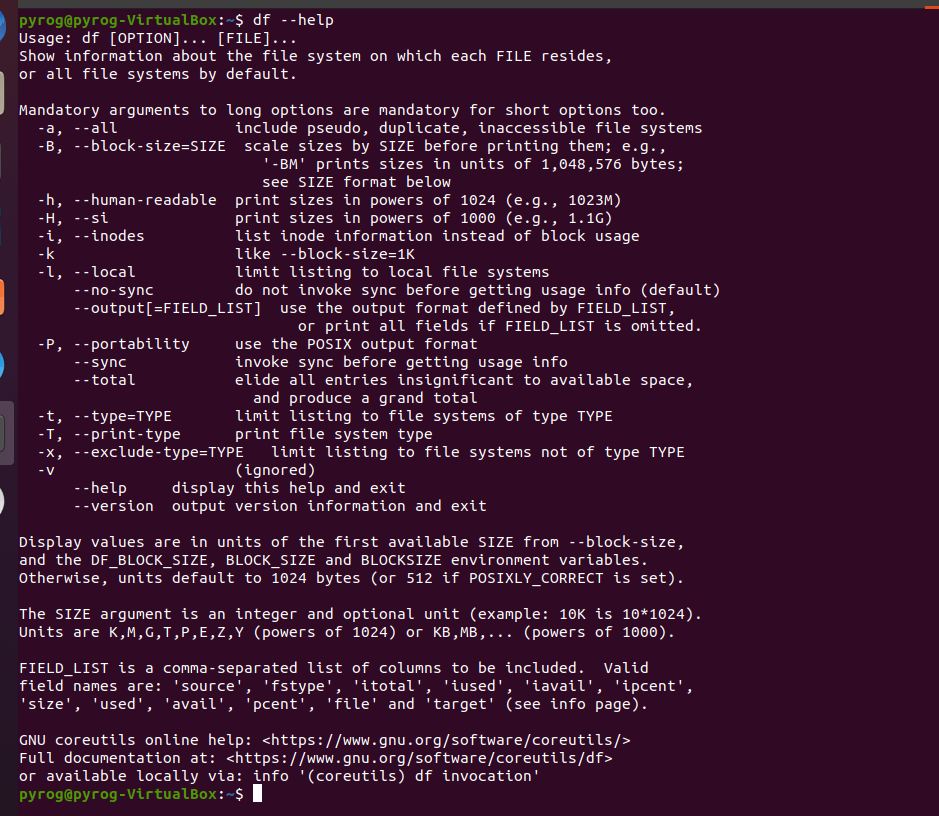 pyrog@pyrog-VirtualBox:~$ df --help
Usage: df [OPTION]... [FILE]...
Show information about the file system on which each FILE resides,
or all file systems by default.

Mandatory arguments to long options are mandatory for short options too.
  -a, --all             include pseudo, duplicate, inaccessible file systems
  -B, --block-size=SIZE  scale sizes by SIZE before printing them; e.g.,
                           '-BM' prints sizes in units of 1,048,576 bytes;
                           see SIZE format below
  -h, --human-readable  print sizes in powers of 1024 (e.g., 1023M)
  -H, --si              print sizes in powers of 1000 (e.g., 1.1G)
  -i, --inodes          list inode information instead of block usage
  -k                    like --block-size=1K
  -l, --local           limit listing to local file systems
      --no-sync         do not invoke sync before getting usage info (default)
      --output[=FIELD_LIST]  use the output format defined by FIELD_LIST,
                               or print all fields if FIELD_LIST is omitted.
  -P, --portability     use the POSIX output format
      --sync            invoke sync before getting usage info
      --total           elide all entries insignificant to available space,
                          and produce a grand total
  -t, --type=TYPE       limit listing to file systems of type TYPE
  -T, --print-type      print file system type
  -x, --exclude-type=TYPE   limit listing to file systems not of type TYPE
  -v                    (ignored)
      --help     display this help and exit
      --version  output version information and exit

Display values are in units of the first available SIZE from --block-size,
and the DF_BLOCK_SIZE, BLOCK_SIZE and BLOCKSIZE environment variables.
Otherwise, units default to 1024 bytes (or 512 if POSIXLY_CORRECT is set).

The SIZE argument is an integer and optional unit (example: 10K is 10*1024).
Units are K,M,G,T,P,E,Z,Y (powers of 1024) or KB,MB,... (powers of 1000).

FIELD_LIST is a comma-separated list of columns to be included.  Valid
field names are: 'source', 'fstype', 'itotal', 'iused', 'iavail', 'ipcent',
'size', 'used', 'avail', 'pcent', 'file' and 'target' (see info page).

GNU coreutils online help: <https://www.gnu.org/software/coreutils/>
Full documentation at: <https://www.gnu.org/software/coreutils/df>
or available locally via: info '(coreutils) df invocation'
pyrog@pyrog-VirtualBox:~$